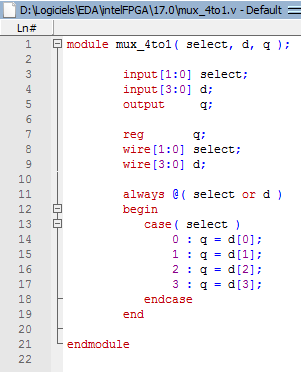 D:\Logiciels\EDA\intelFPGA\17.0\mux_4to1.v - Default
Ln#
1 module mux_4to1( select, d, q );
2
3 input[1:0] select;
4 input[3:0] d;
5 output q;
6
7 reg q;
8 wire[1:0] select;
9 wire[3:0] d;
10
11 always @( select or d )
12 begin
13 case( select )
14 0 : q = d[0];
15 1 : q = d[1];
16 2 : q = d[2];
17 3 : q = d[3];
18 endcase
19 end
20
21 endmodule
22